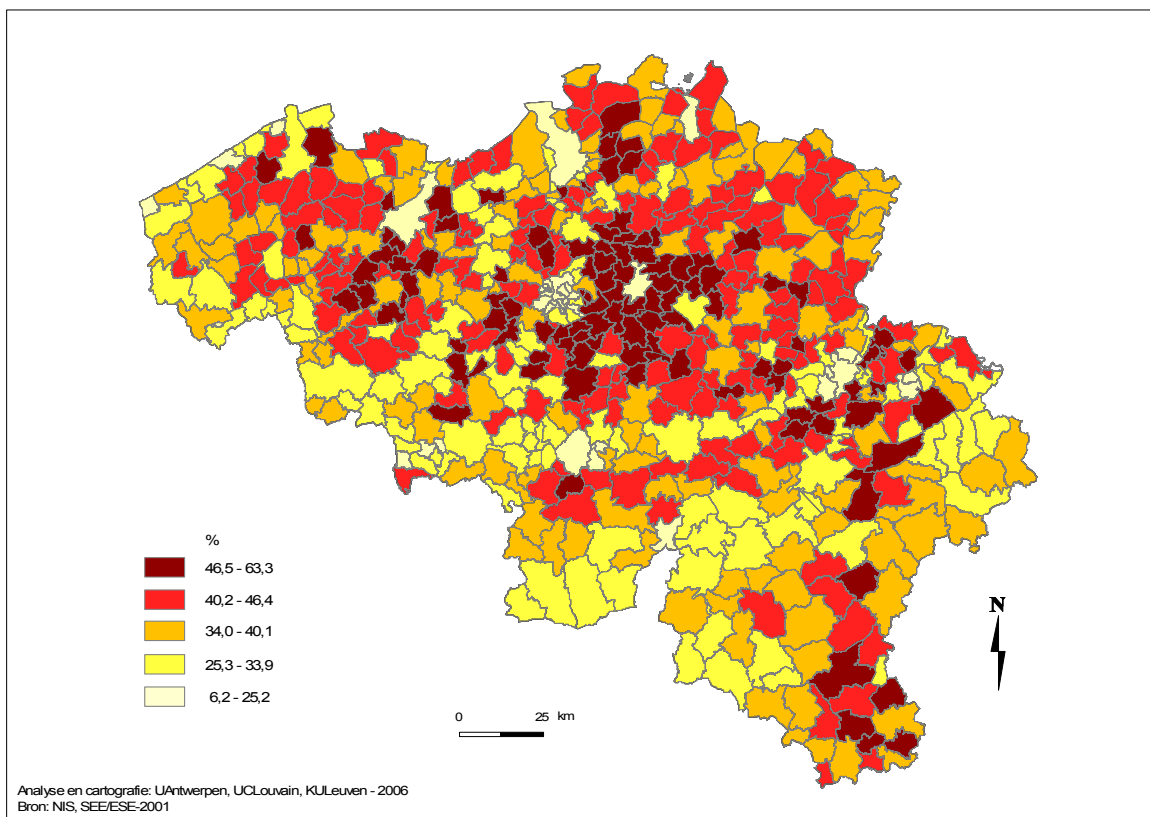 %
46,5 - 63,3
40,2 - 46,4
34,0 - 40,1
25,3 - 33,9
6,2 - 25,2
N
0 25 km
Analyse en cartografie: UAntwerpen, UCLouvain, KULeuven - 2006
Bron: NIS, SEE/ESE-2001